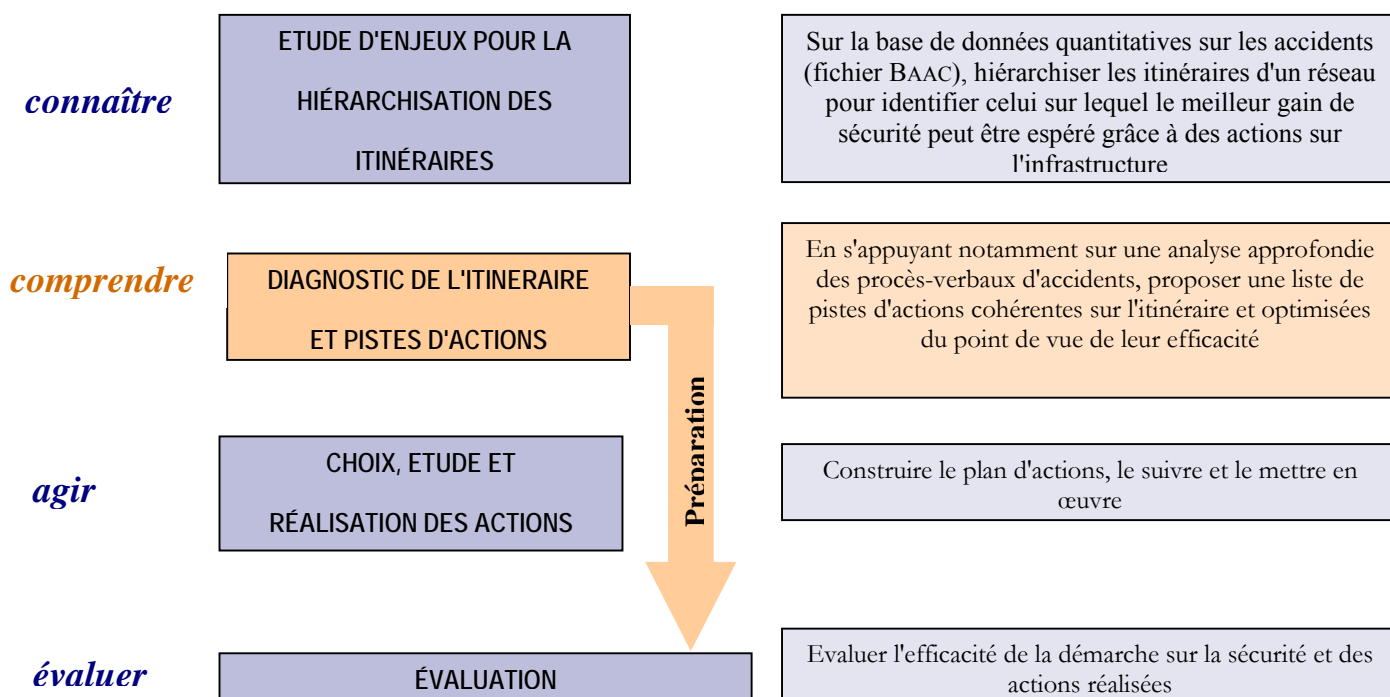 connaître
ETUDE D'ENJEUX POUR LA
HIÉRARCHISATION DES
ITINÉRAIRES
Sur la base de données quantitatives sur les accidents
(fichier BAAC), hiérarchiser les itinéraires d'un réseau
pour identifier celui sur lequel le meilleur gain de
sécurité peut être espéré grâce à des actions sur
l'infrastructure
comprendre
DIAGNOSTIC DE L'ITINERAIRE
ET PISTES D'ACTIONS
En s'appuyant notamment sur une analyse approfondie
des procès-verbaux d'accidents, proposer une liste de
pistes d'actions cohérentes sur l'itinéraire et optimisées
du point de vue de leur efficacité
Préparation
agir
CHOIX, ETUDE ET
RÉALISATION DES ACTIONS
Construire le plan d'actions, le suivre et le mettre en
œuvre
évaluer
ÉVALUATION
Evaluer l'efficacité de la démarche sur la sécurité et des
actions réalisées